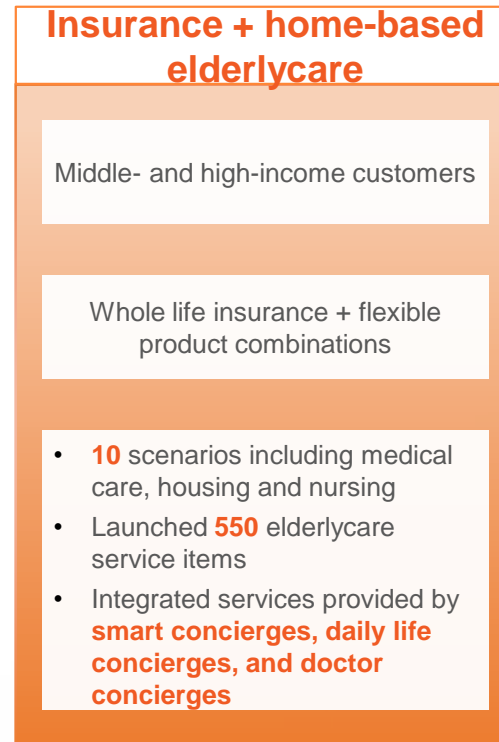 Insurance + home-based
elderlycare
Middle- and high-income customers
Whole life insurance + flexible
product combinations
• 10 scenarios including medical
care, housing and nursing
• Launched 550 elderlycare
service items
• Integrated services provided by
smart concierges, daily life
concierges, and doctor
concierges